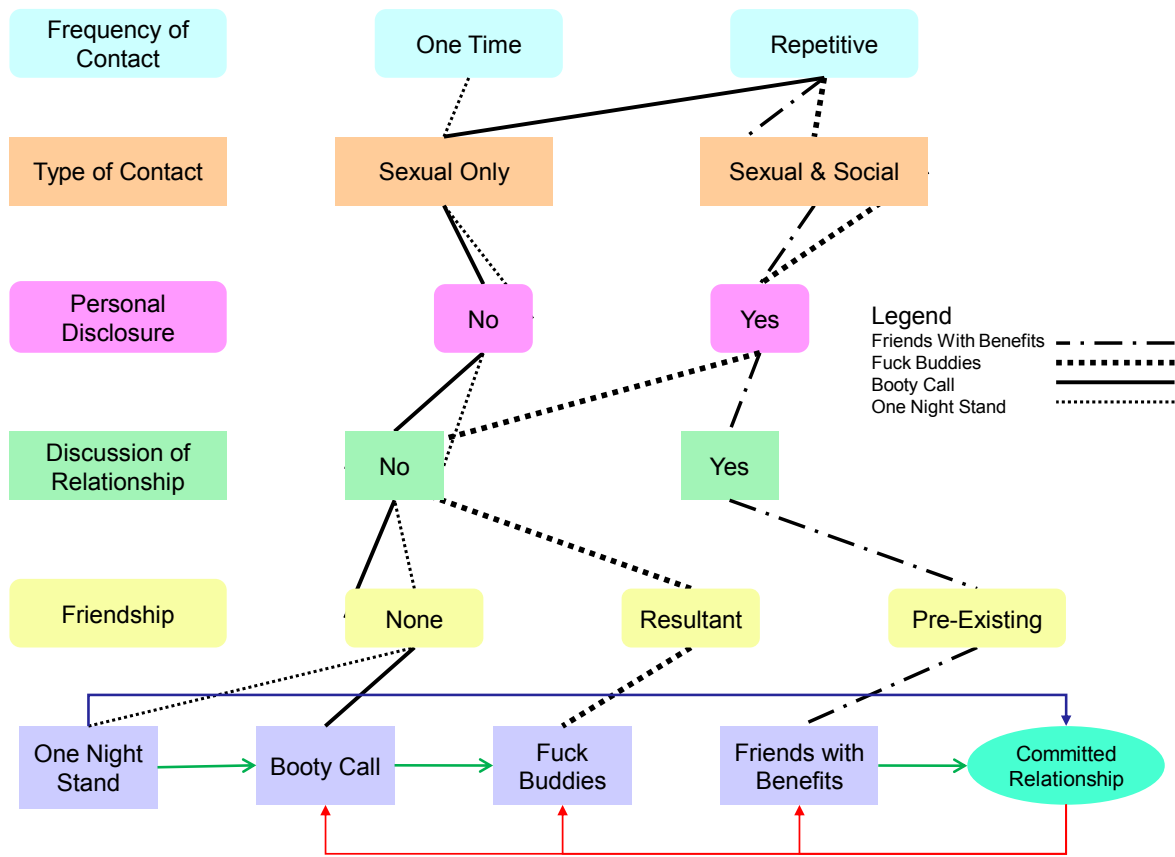 Frequency of
Contact
One Time
Repetitive
Type of Contact
Sexual Only
Sexual & Social
Personal
Disclosure
No
Yes
Legend
Friends With Benefits
Fuck Buddies
Booty Call
One Night Stand
Discussion of
Relationship
No
Yes
Friendship
None
Resultant
Pre-Existing
One Night
Stand
Booty Call
Fuck
Buddies
Friends with
Benefits
Committed
Relationship